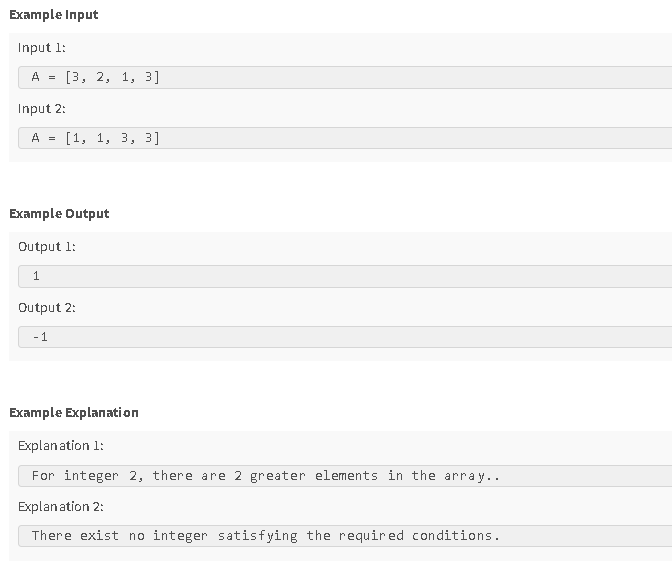 Example Input
Input 1:
A = [3, 2, 1, 3]
Input 2:
A = [1, 1, 3, 3]
Example Output
Output 1:
1
Output 2:
-1
Example Explanation
Explanation 1:
For integer 2, there are 2 greater elements in the array..
Explanation 2:
There exist no integer satisfying the required conditions.